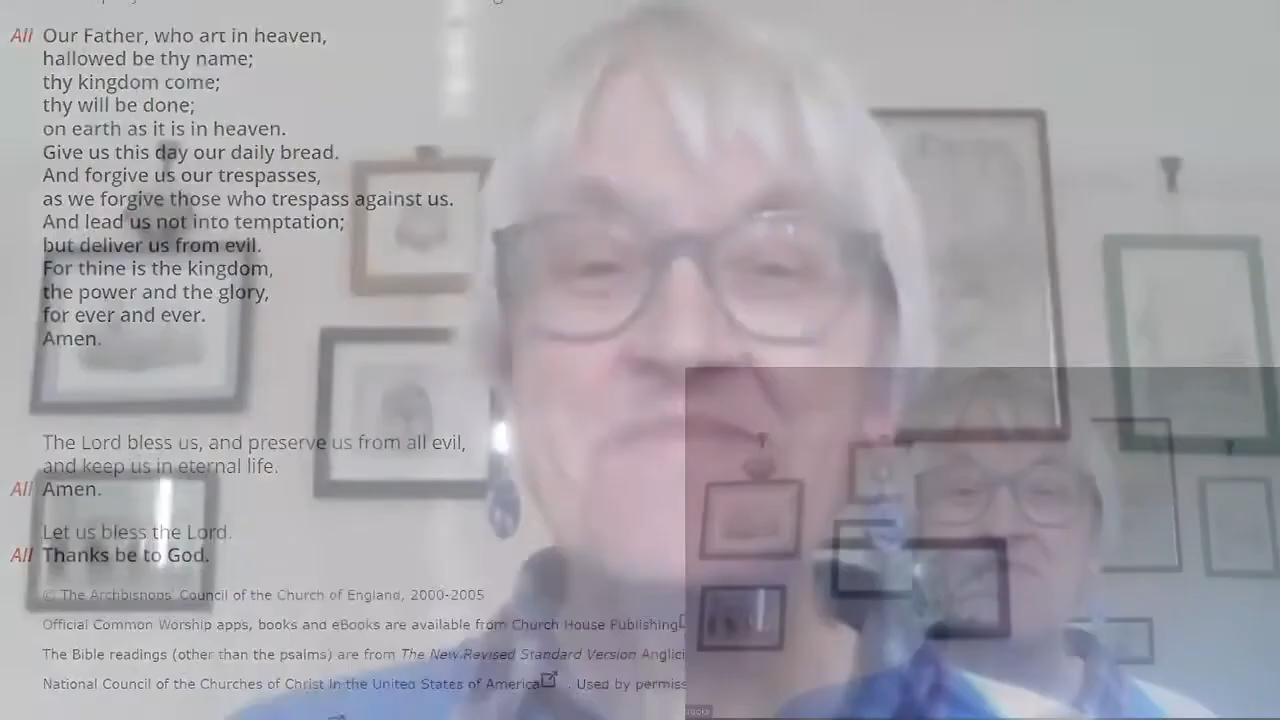 All Our Father, who art in heaven,
hallowed be thy name;
thy kingdom come;
thy will be done;
on earth as it is in heaven.
Give us this day our daily bread.
And forgive us our trespasses,
as we forgive those who trespass against us.
And lead us not into temptation;
but deliver us from evil.
For thine is the kingdom,
the power and the glory,
for ever and ever.
Amen.
The Lord bless us, and preserve us from all evil,
and keep us in eternal life.
All Amen.
Let us bless the Lord.
All Thanks be to God.
© The Archbishops' Council of the Church of England, 2000-2005
Official Common Worship apps, books and eBooks are available from Church House Publishing
The Bible readings (other than the psalms) are from The New Revised Standard Version Anglici
National Council of the Churches of Christ in the United States of America . Used by permiss